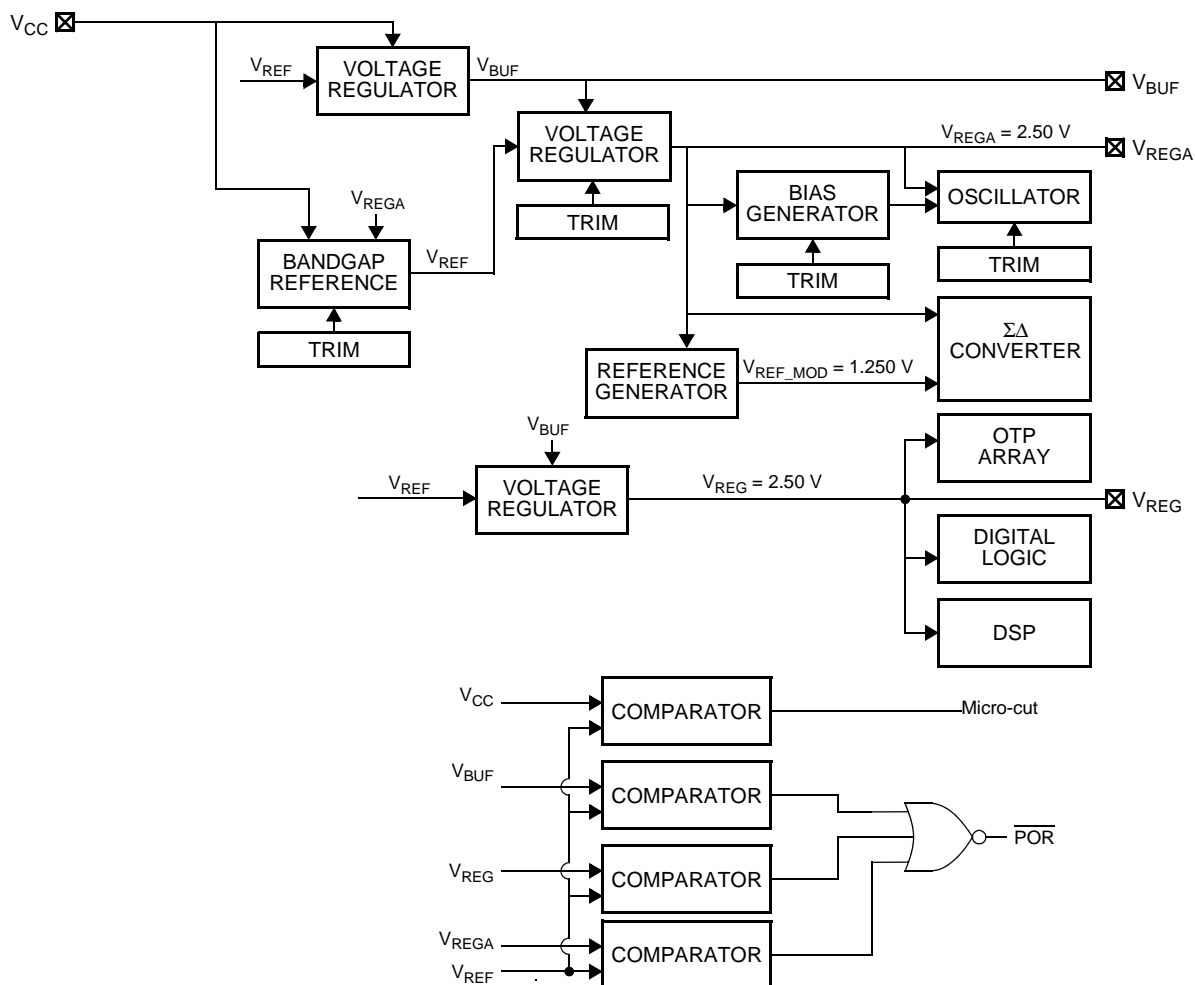 VCC
VREF
VOLTAGE
REGULATOR
VBUF
VBUF
VOLTAGE
REGULATOR
VREGA = 2.50 V
VREGA
TRIM
BIAS
GENERATOR
OSCILLATOR
TRIM
TRIM
VREGA
BANDGAP
REFERENCE
VREF
TRIM
REFERENCE
GENERATOR
VREF_MOD = 1.250 V
ΣΔ
CONVERTER
VBUF
VREF
VOLTAGE
REGULATOR
VREG = 2.50 V
OTP
ARRAY
VREG
DIGITAL
LOGIC
DSP
VCC
COMPARATOR
Micro-cut
VBUF
COMPARATOR
POR
VREG
COMPARATOR
VREGA
COMPARATOR
VREF